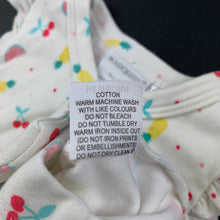 COTTON
WARM MACHINE WASH
WITH LIKE COLOURS
DO NOT BLEACH
DO NOT TUMBLE DRY
WARM IRON INSIDE OUT
(DO NOT IRON PRINTS
OR EMBELLISHMENTS)
DO NOT DRY CLEAN